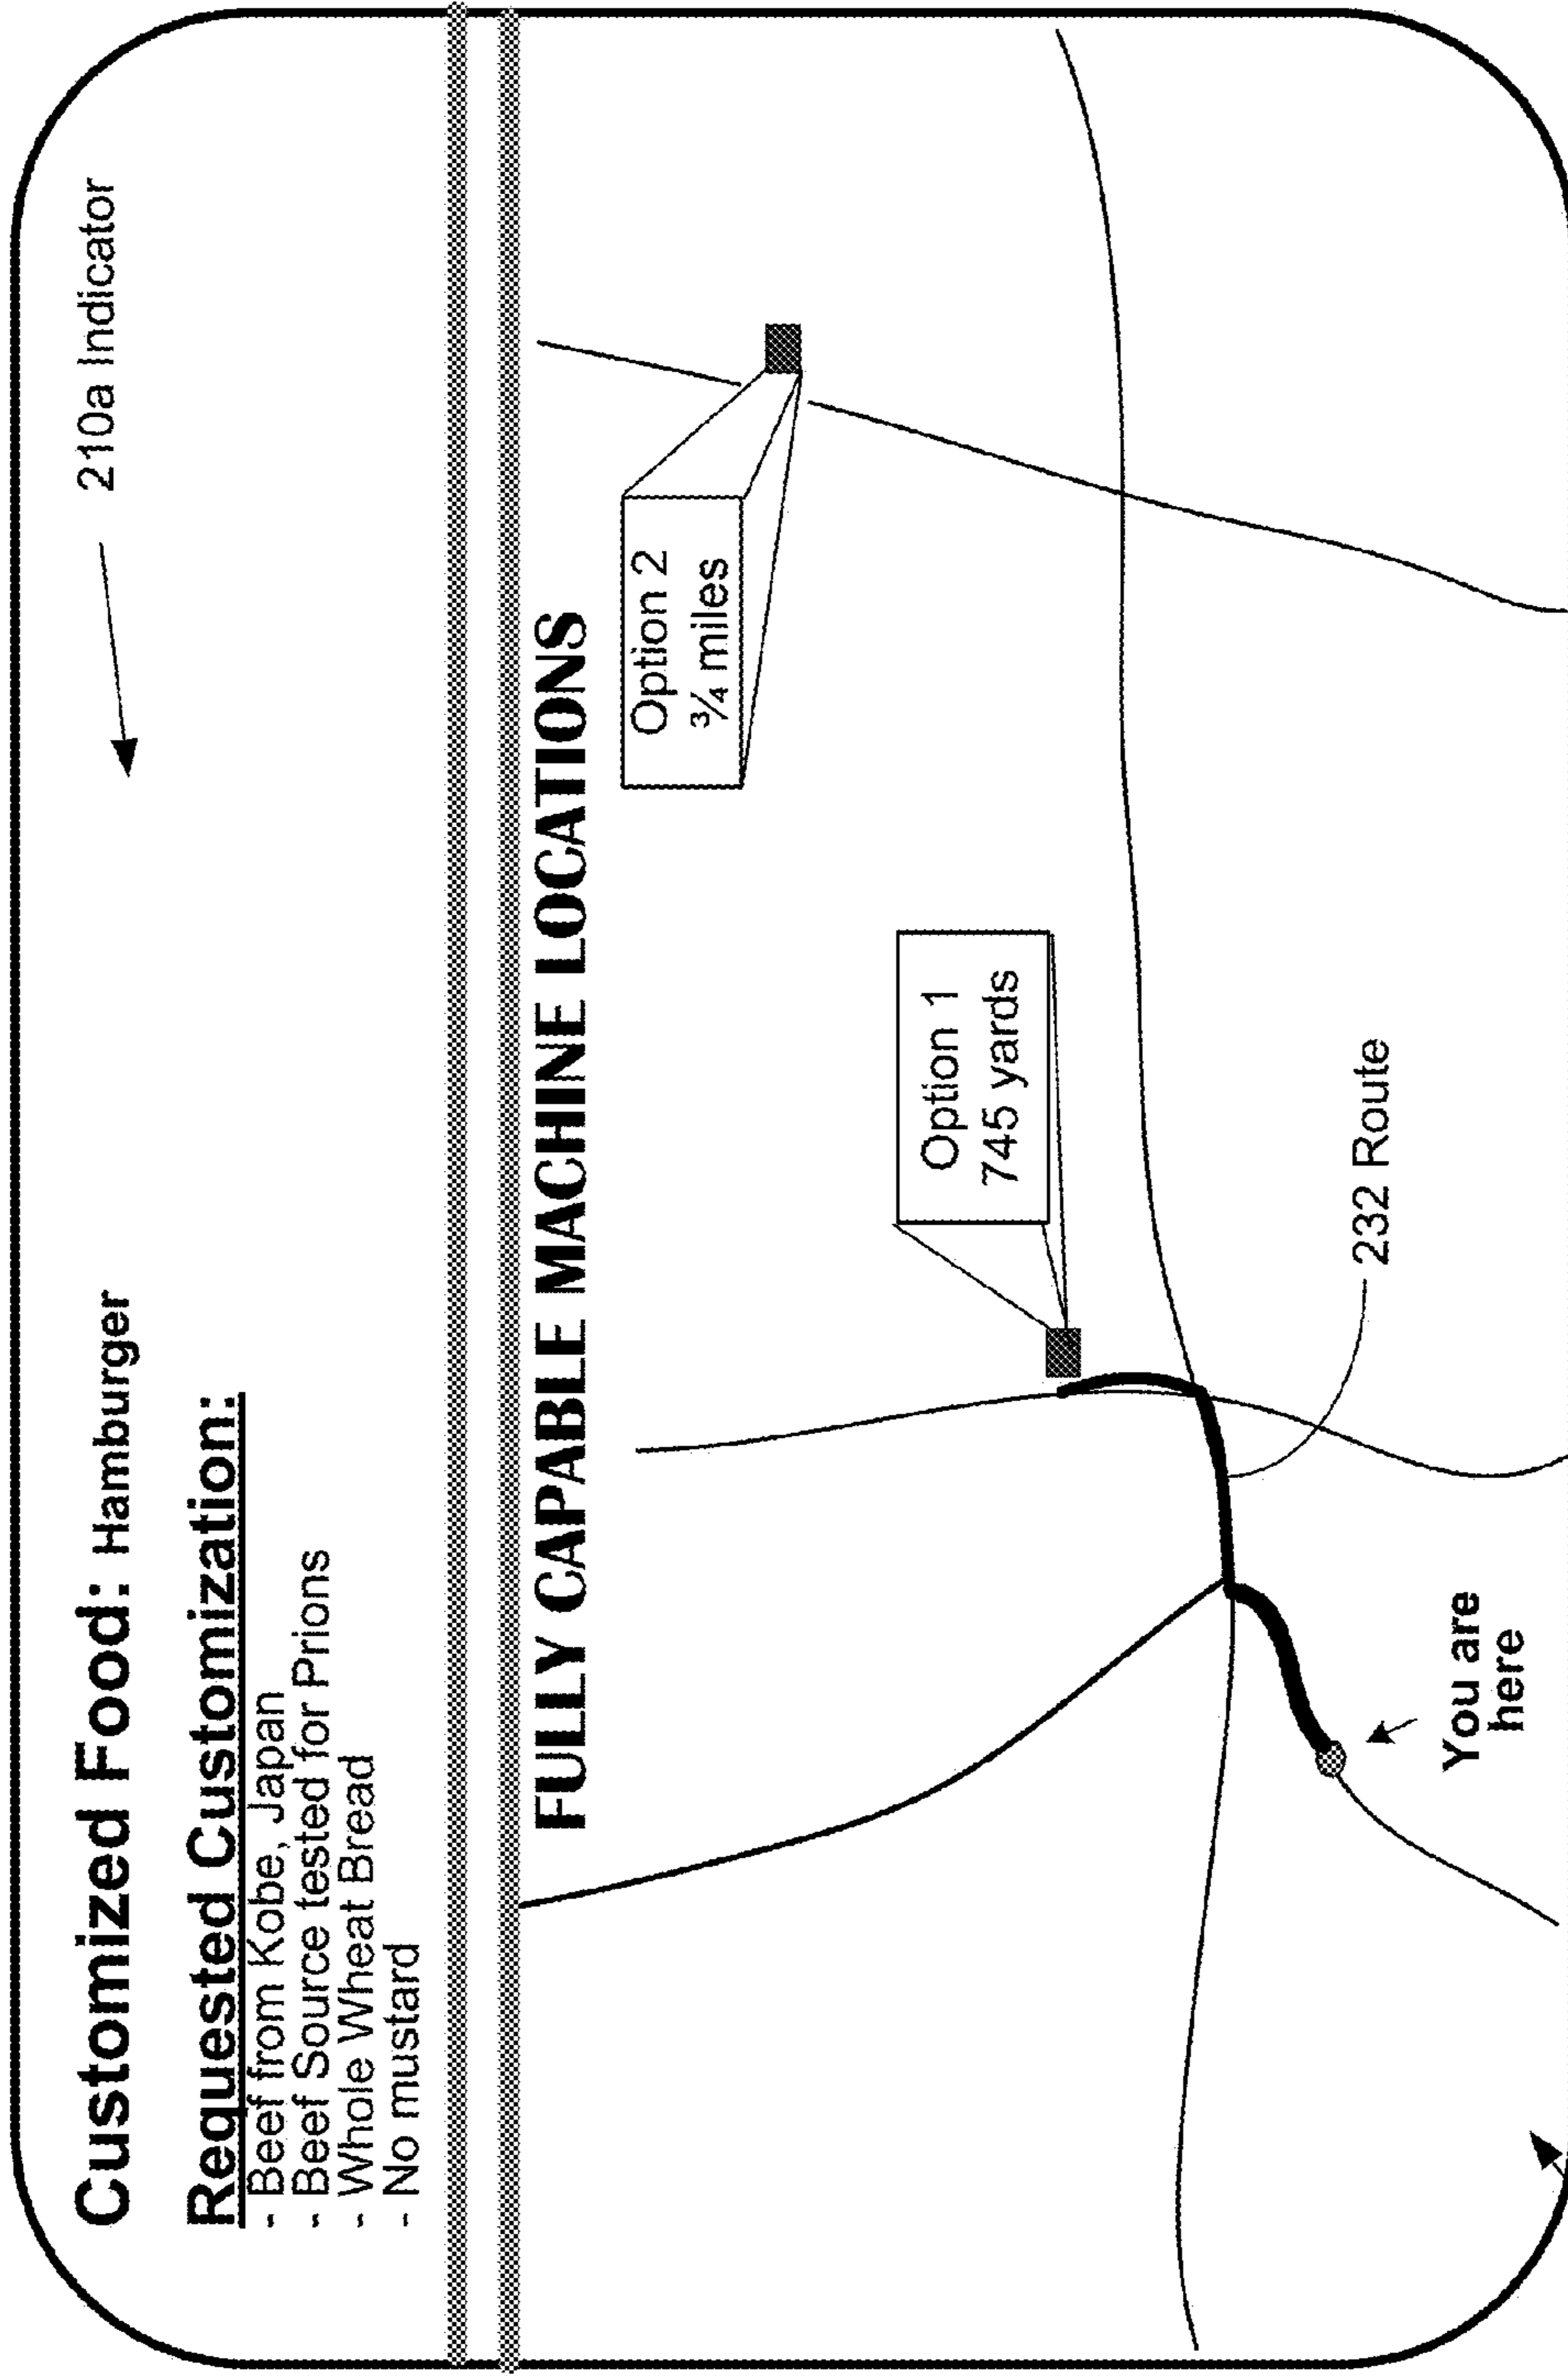 Customized Food: Hamburger
210a Indicator
Requested Customization:
- Beef from Kobe, Japan
- Beef Source tested for Prions
- Whole Wheat Bread
- No mustard
FULLY CAPABLE MACHINE LOCATIONS
Option 2
¾ miles
Option 1
745 yards
232 Route
You are
here